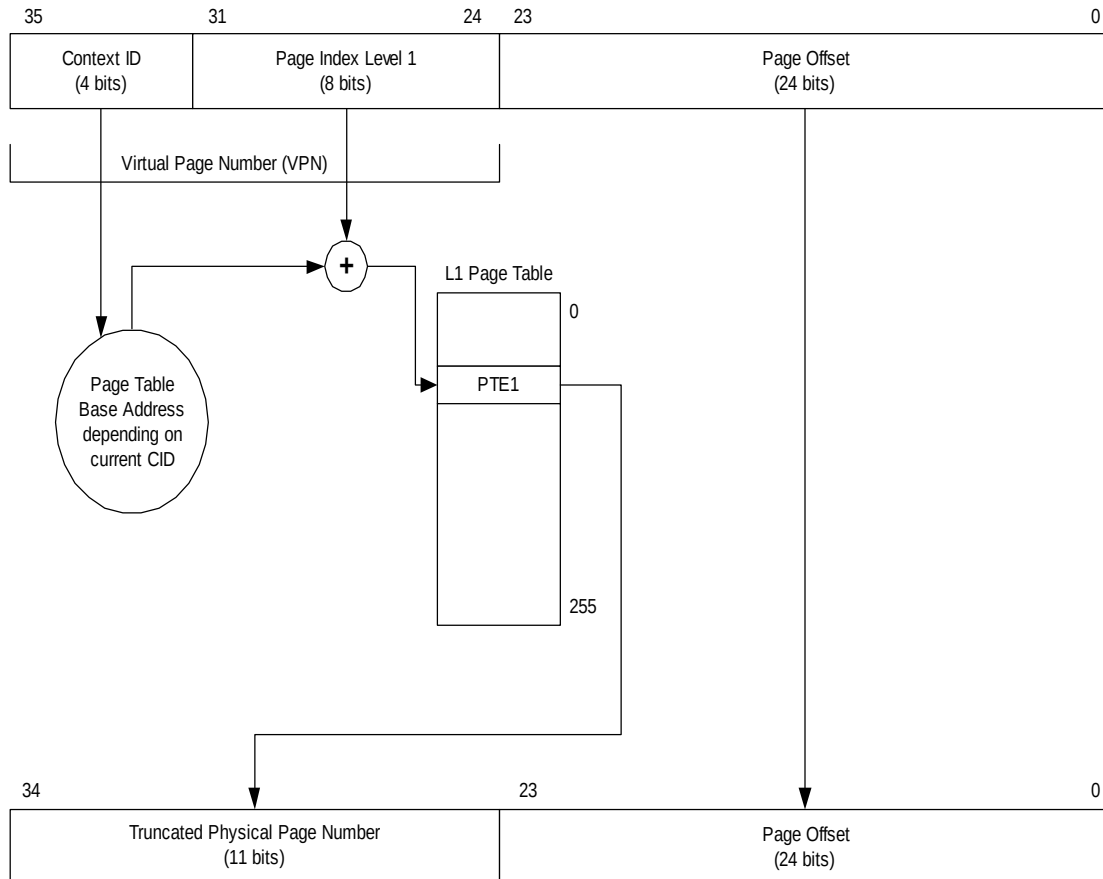 35
31
24
23
0
Context ID
(4 bits)
Page Index Level 1
(8 bits)
Page Offset
(24 bits)
Virtual Page Number (VPN)
+
L1 Page Table
0
PTE1
255
Page Table
Base Address
depending on
current CID
34
23
0
Truncated Physical Page Number
(11 bits)
Page Offset
(24 bits)